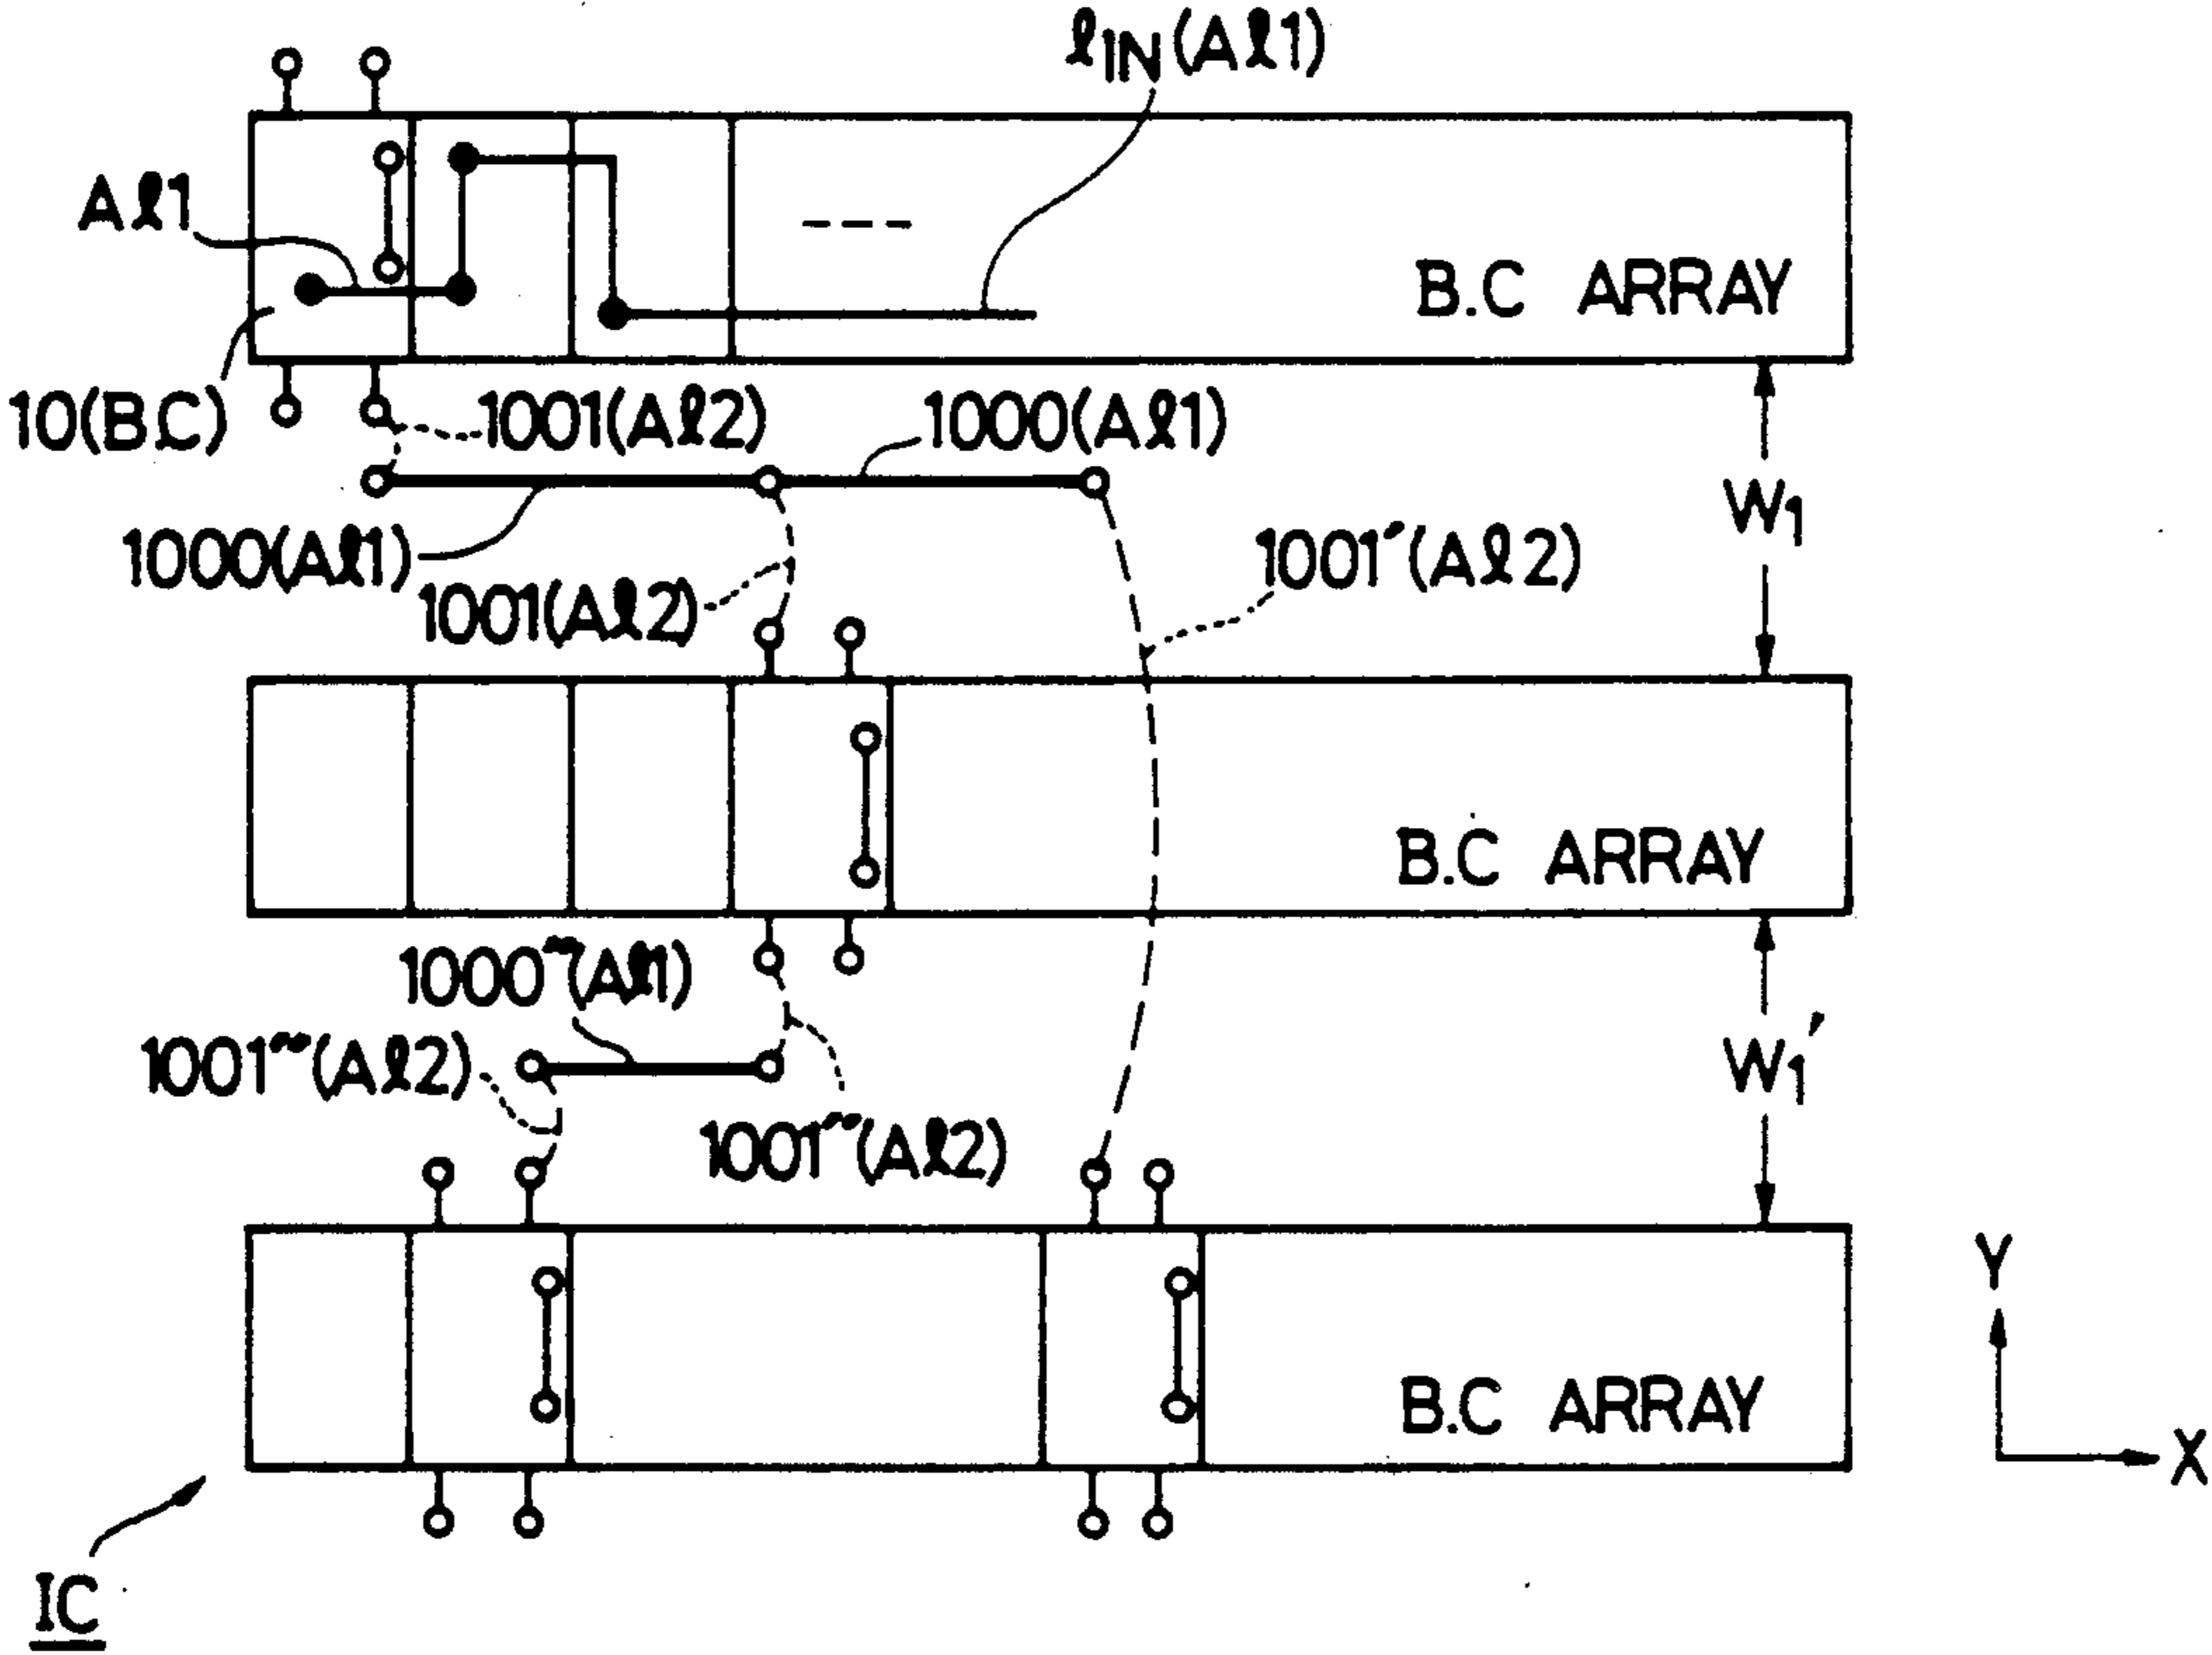 ℓIN(Aℓ1)
Aℓ1
B.C ARRAY
10(BC)
1001(Aℓ2)
1000(Aℓ1)
W1
1000(Aℓ1)
1001(Aℓ2)
1001′(Aℓ2)
B.C ARRAY
1000″(Aℓ1)
1001‴(Aℓ2)
W1′
1001″″(Aℓ2)
B.C ARRAY
Y
X
IC